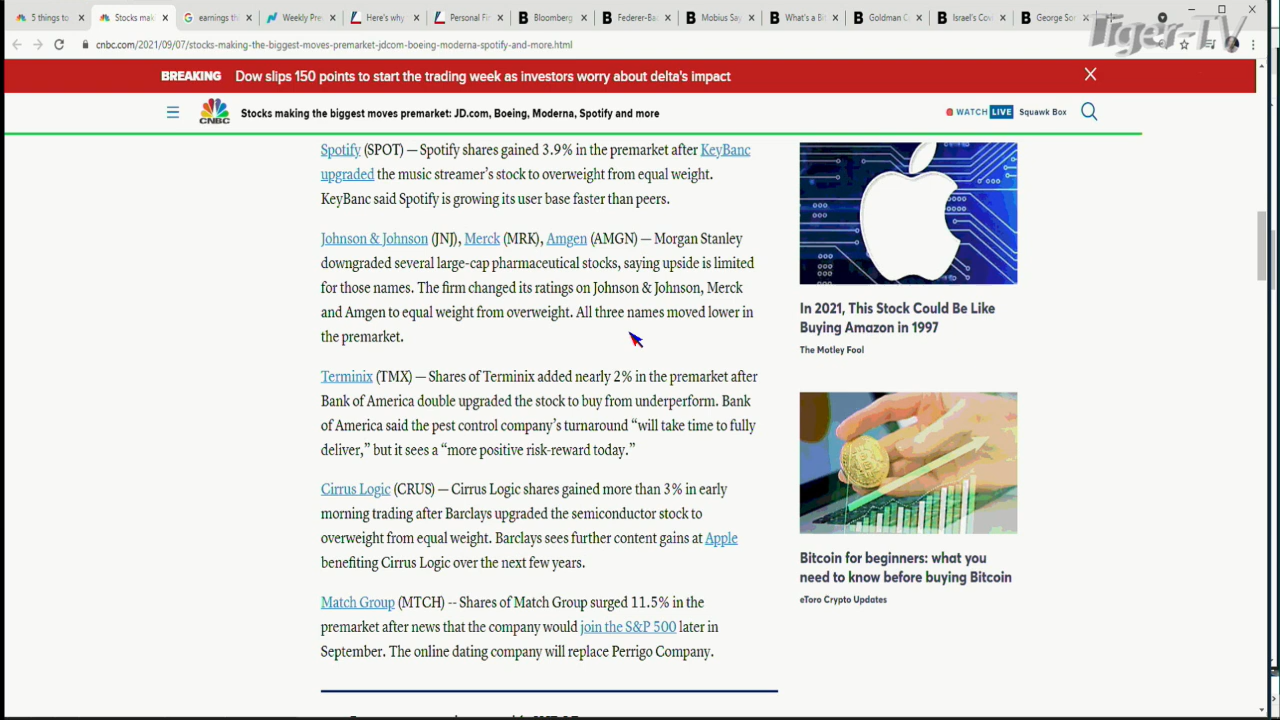 5 things to
Stocks mak
earnings th
Weekly Pre
Here's why
Personal Fi
Bloomberg
Federer-Ba
Mobius Say
What's a B
Goldman C
Israel's Cov
George Sor
Tiger-TV
cnbc.com/2021/09/07/stocks-making-the-biggest-moves-premarket-jdcom-boeing-moderna-spotify-and-more.html
BREAKING Dow slips 150 points to start the trading week as investors worry about delta's impact
CNBC
Stocks making the biggest moves premarket: JD.com, Boeing, Moderna, Spotify and more
WATCH LIVE Squawk Box
Spotify (SPOT) — Spotify shares gained 3.9% in the premarket after KeyBanc
upgraded the music streamer's stock to overweight from equal weight.
KeyBanc said Spotify is growing its user base faster than peers.
Johnson & Johnson (JNJ), Merck (MRK), Amgen (AMGN) — Morgan Stanley
downgraded several large-cap pharmaceutical stocks, saying upside is limited
for those names. The firm changed its ratings on Johnson & Johnson, Merck
and Amgen to equal weight from overweight. All three names moved lower in
the premarket.
Terminix (TMX) — Shares of Terminix added nearly 2% in the premarket after
Bank of America double upgraded the stock to buy from underperform. Bank
of America said the pest control company's turnaround “will take time to fully
deliver,” but it sees a “more positive risk-reward today.”
Cirrus Logic (CRUS) — Cirrus Logic shares gained more than 3% in early
morning trading after Barclays upgraded the semiconductor stock to
overweight from equal weight. Barclays sees further content gains at Apple
benefiting Cirrus Logic over the next few years.
Match Group (MTCH) -- Shares of Match Group surged 11.5% in the
premarket after news that the company would join the S&P 500 later in
September. The online dating company will replace Perrigo Company.
In 2021, This Stock Could Be Like
Buying Amazon in 1997
The Motley Fool
Bitcoin for beginners: what you
need to know before buying Bitcoin
eToro Crypto Updates